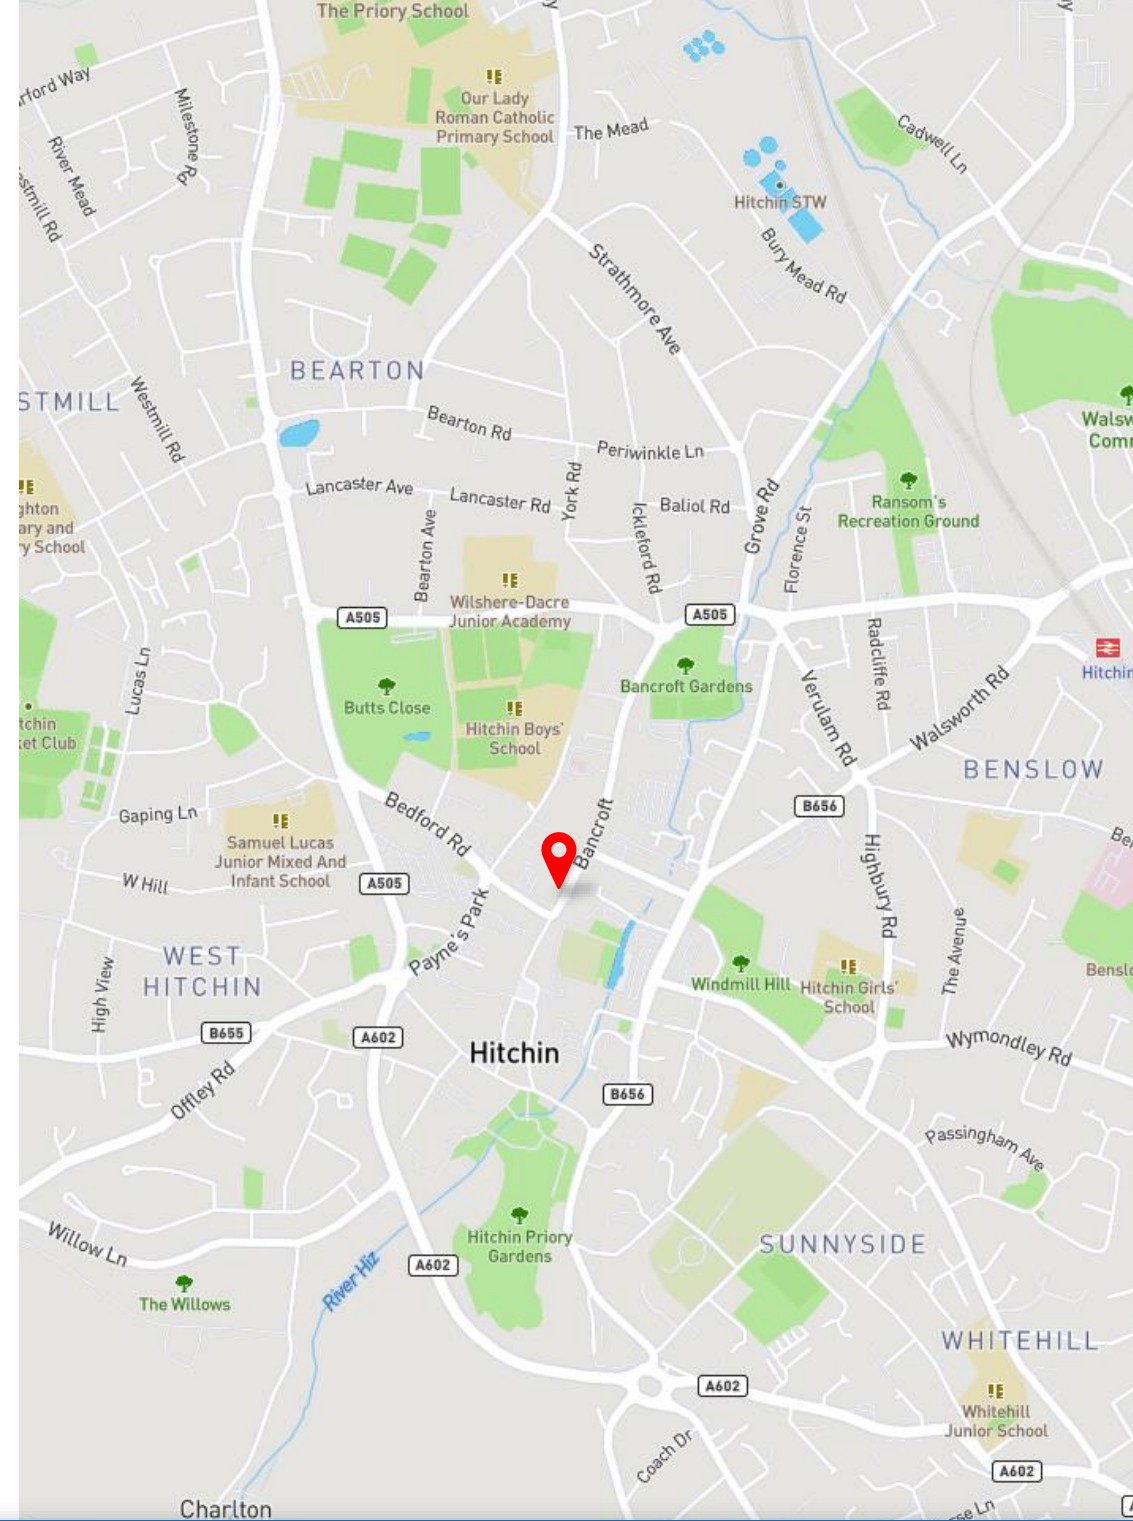 The Priory School
Our Lady
Roman Catholic
Primary School
The Mead
Milestone Rd
River Mead
Cadwell Ln
Hitchin STW
Bury Mead Rd
Strathmore Ave
BEARTON
Westmill Rd
Bearton Rd
Periwinkle Ln
Lancaster Ave
Lancaster Rd
York Rd
Ickleford Rd
Baliol Rd
Grove Rd
Florence St
Ransom's
Recreation Ground
Bearton Ave
Wilshere-Dacre
Junior Academy
A505
A505
Radcliffe Rd
Lucas Ln
Butts Close
Bancroft Gardens
Hitchin Boys'
School
Verulam Rd
Walsworth Rd
BENSLOW
Gaping Ln
Samuel Lucas
Junior Mixed And
Infant School
Bedford Rd
Bancroft
B656
Highbury Rd
W Hill
A505
Payne's Park
WEST
HITCHIN
High View
The Avenue
Windmill Hill
Hitchin Girls'
School
B655
A602
Hitchin
Wymondley Rd
Offley Rd
B656
Passingham Ave
Willow Ln
The Willows
River Hiz
A602
Hitchin Priory
Gardens
SUNNYSIDE
WHITEHILL
A602
Whitehill
Junior School
Coach Dr
A602
Charlton